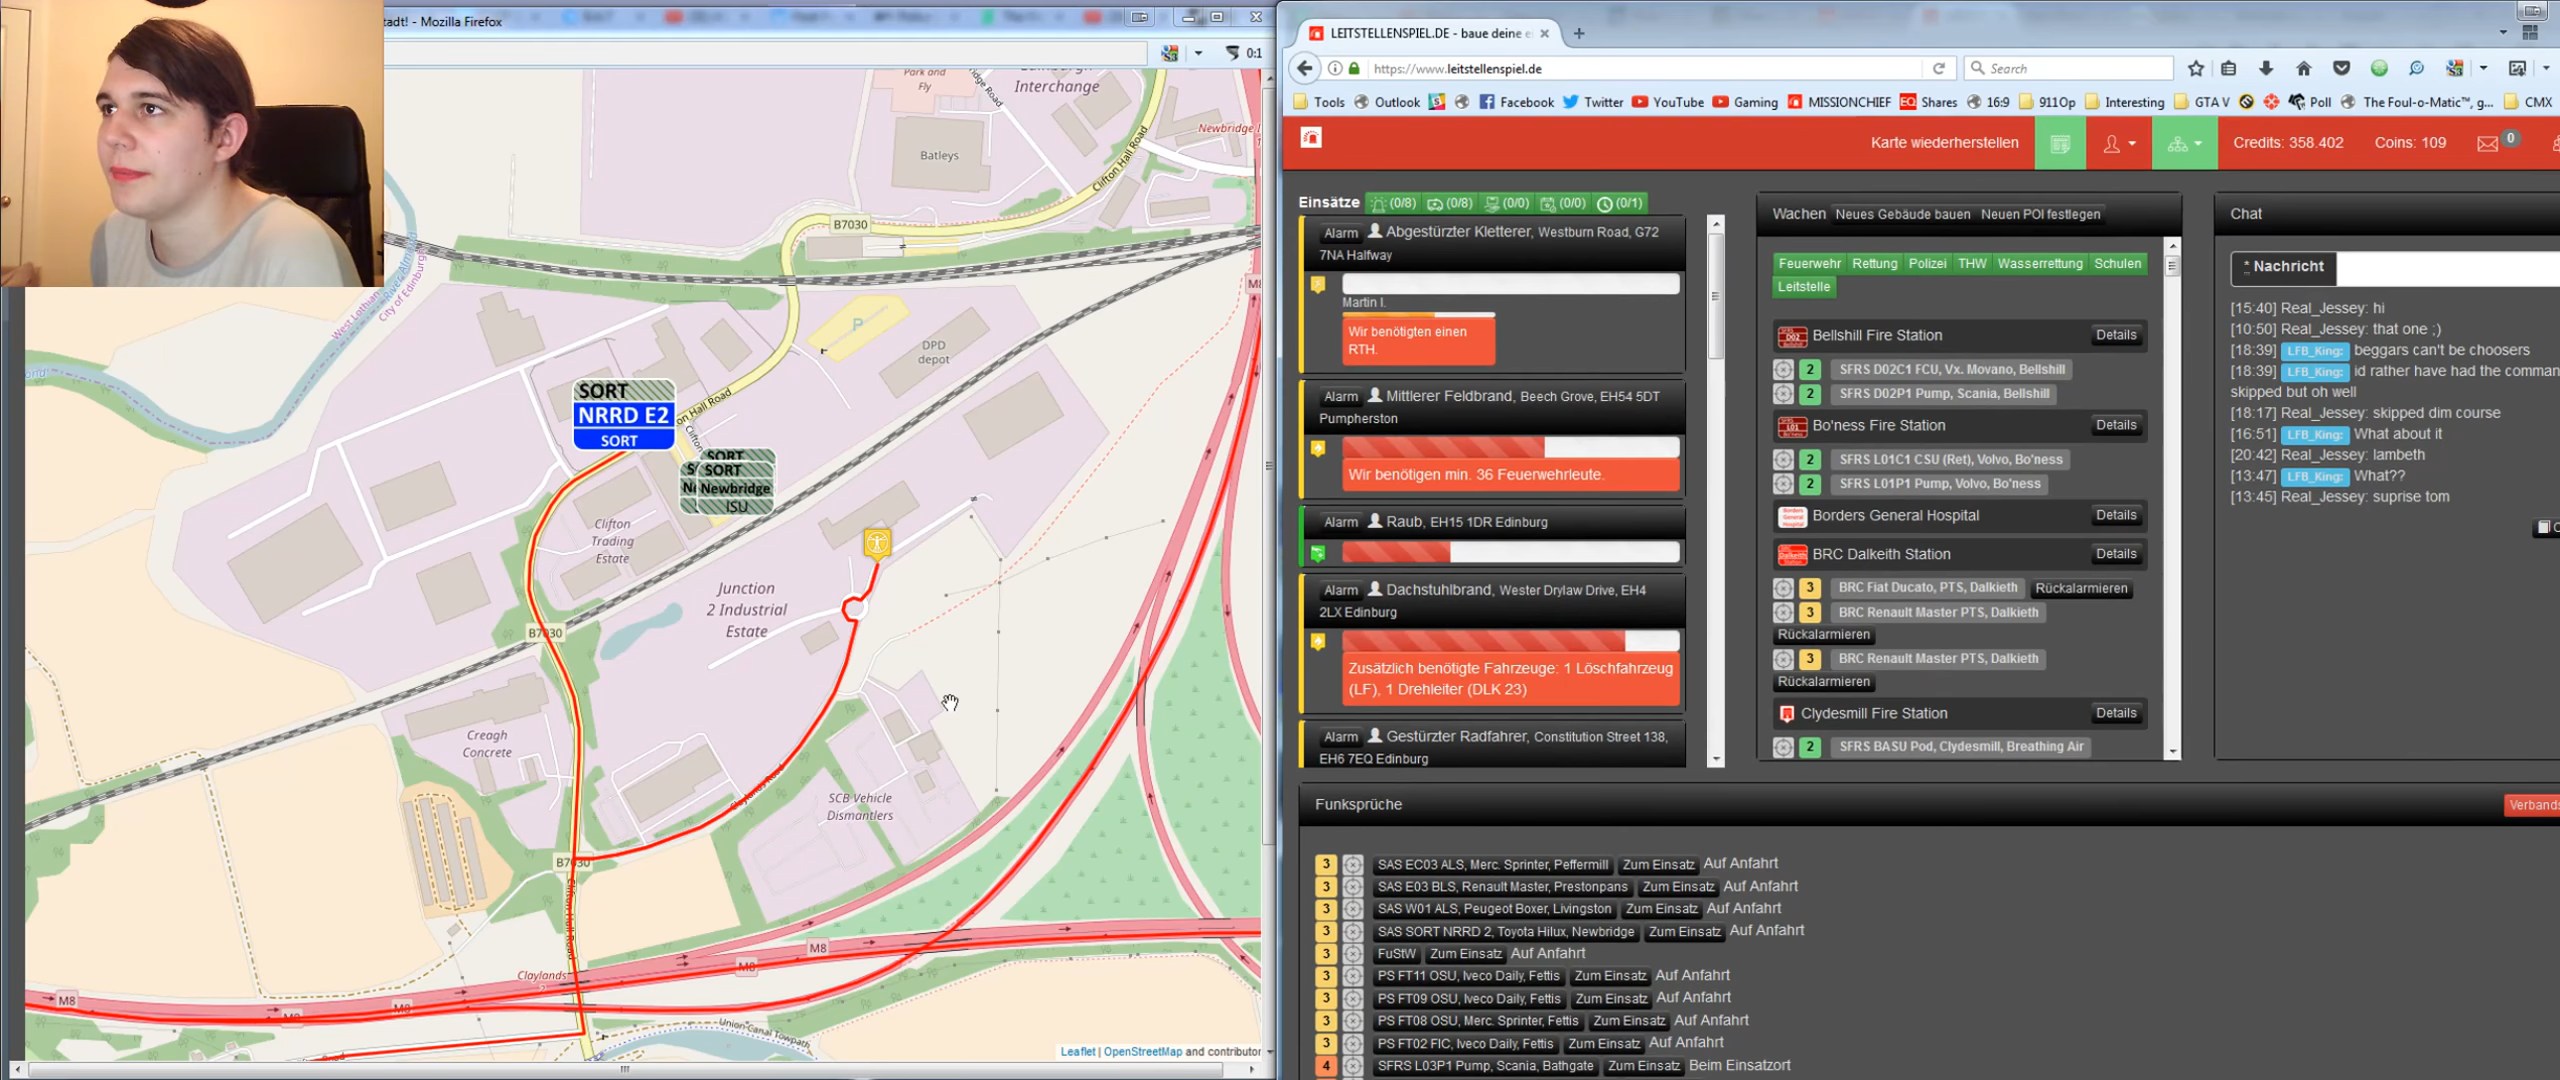 tadt! - Mozilla Firefox
0:1
Park and
Fly
Interchange
Newbridge I
Batleys
Clifton Hall Road
B7030
West Lothian
City of Edinburgh
River Almond
P
DPD
depot
SORT
NRRD E2
SORT
on Hall Road
SORT
SORT
Newbridge
ISU
Clifton
Trading
Estate
Junction
2 Industrial
Estate
B7030
Creagh
Concrete
SCB Vehicle
Dismantlers
B7030
Clifton Hall Road
Claylands
M8
M8
M8
M8
Union Canal Towpath
Leaflet | OpenStreetMap and contributor
LEITSTELLENSPIEL.DE - baue deine e
https://www.leitstellenspiel.de
Search
Tools Outlook Facebook Twitter YouTube Gaming MISSIONCHIEF EQ Shares 16:9 911Op Interesting GTA V Poll The Foul-o-Matic™, g... CMX
Karte wiederherstellen
Credits: 358.402
Coins: 109
0
Einsätze (0/8) (0/8) (0/0) (0/0) (0/1)
Alarm Abgestürzter Kletterer, Westburn Road, G72
7NA Halfway
Martin I.
Wir benötigten einen
RTH.
Alarm Mittlerer Feldbrand, Beech Grove, EH54 5DT
Pumpherston
Wir benötigen min. 36 Feuerwehrleute.
Alarm Raub, EH15 1DR Edinburg
Alarm Dachstuhlbrand, Wester Drylaw Drive, EH4
2LX Edinburg
Zusätzlich benötigte Fahrzeuge: 1 Löschfahrzeug
(LF), 1 Drehleiter (DLK 23)
Alarm Gestürzter Radfahrer, Constitution Street 138,
EH6 7EQ Edinburg
Wachen Neues Gebäude bauen Neuen POI festlegen
Feuerwehr Rettung Polizei THW Wasserrettung Schulen
Leitstelle
Bellshill Fire Station Details
2 SFRS D02C1 FCU, Vx. Movano, Bellshill
2 SFRS D02P1 Pump, Scania, Bellshill
Bo'ness Fire Station Details
2 SFRS L01C1 CSU (Ret), Volvo, Bo'ness
2 SFRS L01P1 Pump, Volvo, Bo'ness
Borders General Hospital Details
BRC Dalkeith Station Details
3 BRC Fiat Ducato, PTS, Dalkieth Rückalarmieren
3 BRC Renault Master PTS, Dalkieth
Rückalarmieren
3 BRC Renault Master PTS, Dalkieth
Rückalarmieren
Clydesmill Fire Station Details
2 SFRS BASU Pod, Clydesmill, Breathing Air
Chat
* Nachricht
[15:40] Real_Jessey: hi
[10:50] Real_Jessey: that one ;)
[18:39] LFB_King: beggars can't be choosers
[18:39] LFB_King: id rather have had the comman
skipped but oh well
[18:17] Real_Jessey: skipped dim course
[16:51] LFB_King: What about it
[20:42] Real_Jessey: lambeth
[13:47] LFB_King: What??
[13:45] Real_Jessey: suprise tom
Funksprüche
Verbands
3 SAS EC03 ALS, Merc. Sprinter, Peffermill Zum Einsatz Auf Anfahrt
3 SAS E03 BLS, Renault Master, Prestonpans Zum Einsatz Auf Anfahrt
3 SAS W01 ALS, Peugeot Boxer, Livingston Zum Einsatz Auf Anfahrt
3 SAS SORT NRRD 2, Toyota Hilux, Newbridge Zum Einsatz Auf Anfahrt
3 FuStW Zum Einsatz Auf Anfahrt
3 PS FT11 OSU, Iveco Daily, Fettis Zum Einsatz Auf Anfahrt
3 PS FT09 OSU, Iveco Daily, Fettis Zum Einsatz Auf Anfahrt
3 PS FT08 OSU, Merc. Sprinter, Fettis Zum Einsatz Auf Anfahrt
3 PS FT02 FIC, Iveco Daily, Fettis Zum Einsatz Auf Anfahrt
4 SFRS L03P1 Pump, Scania, Bathgate Zum Einsatz Beim Einsatzort